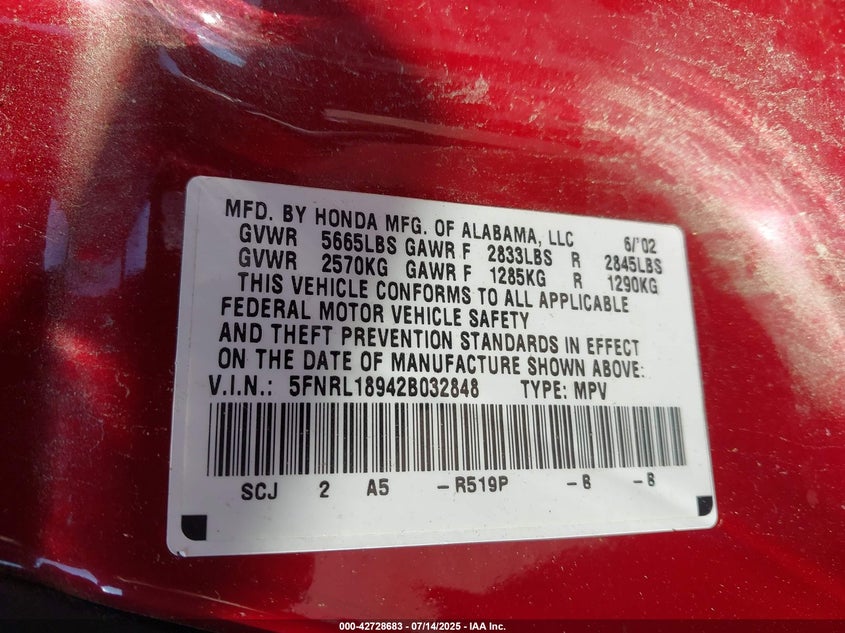 MFD. BY HONDA MFG. OF ALABAMA, LLC 6/'02
GVWR 5665LBS GAWR F 2833LBS R 2845LBS
GVWR 2570KG GAWR F 1285KG R 1290KG
THIS VEHICLE CONFORMS TO ALL APPLICABLE
FEDERAL MOTOR VEHICLE SAFETY
AND THEFT PREVENTION STANDARDS IN EFFECT
ON THE DATE OF MANUFACTURE SHOWN ABOVE:
V.I.N.: 5FNRL18942B032848 TYPE: MPV
SCJ 2 A5 -R519P -B -B
000-42728683 / 07/14/2025 - IAA Inc.